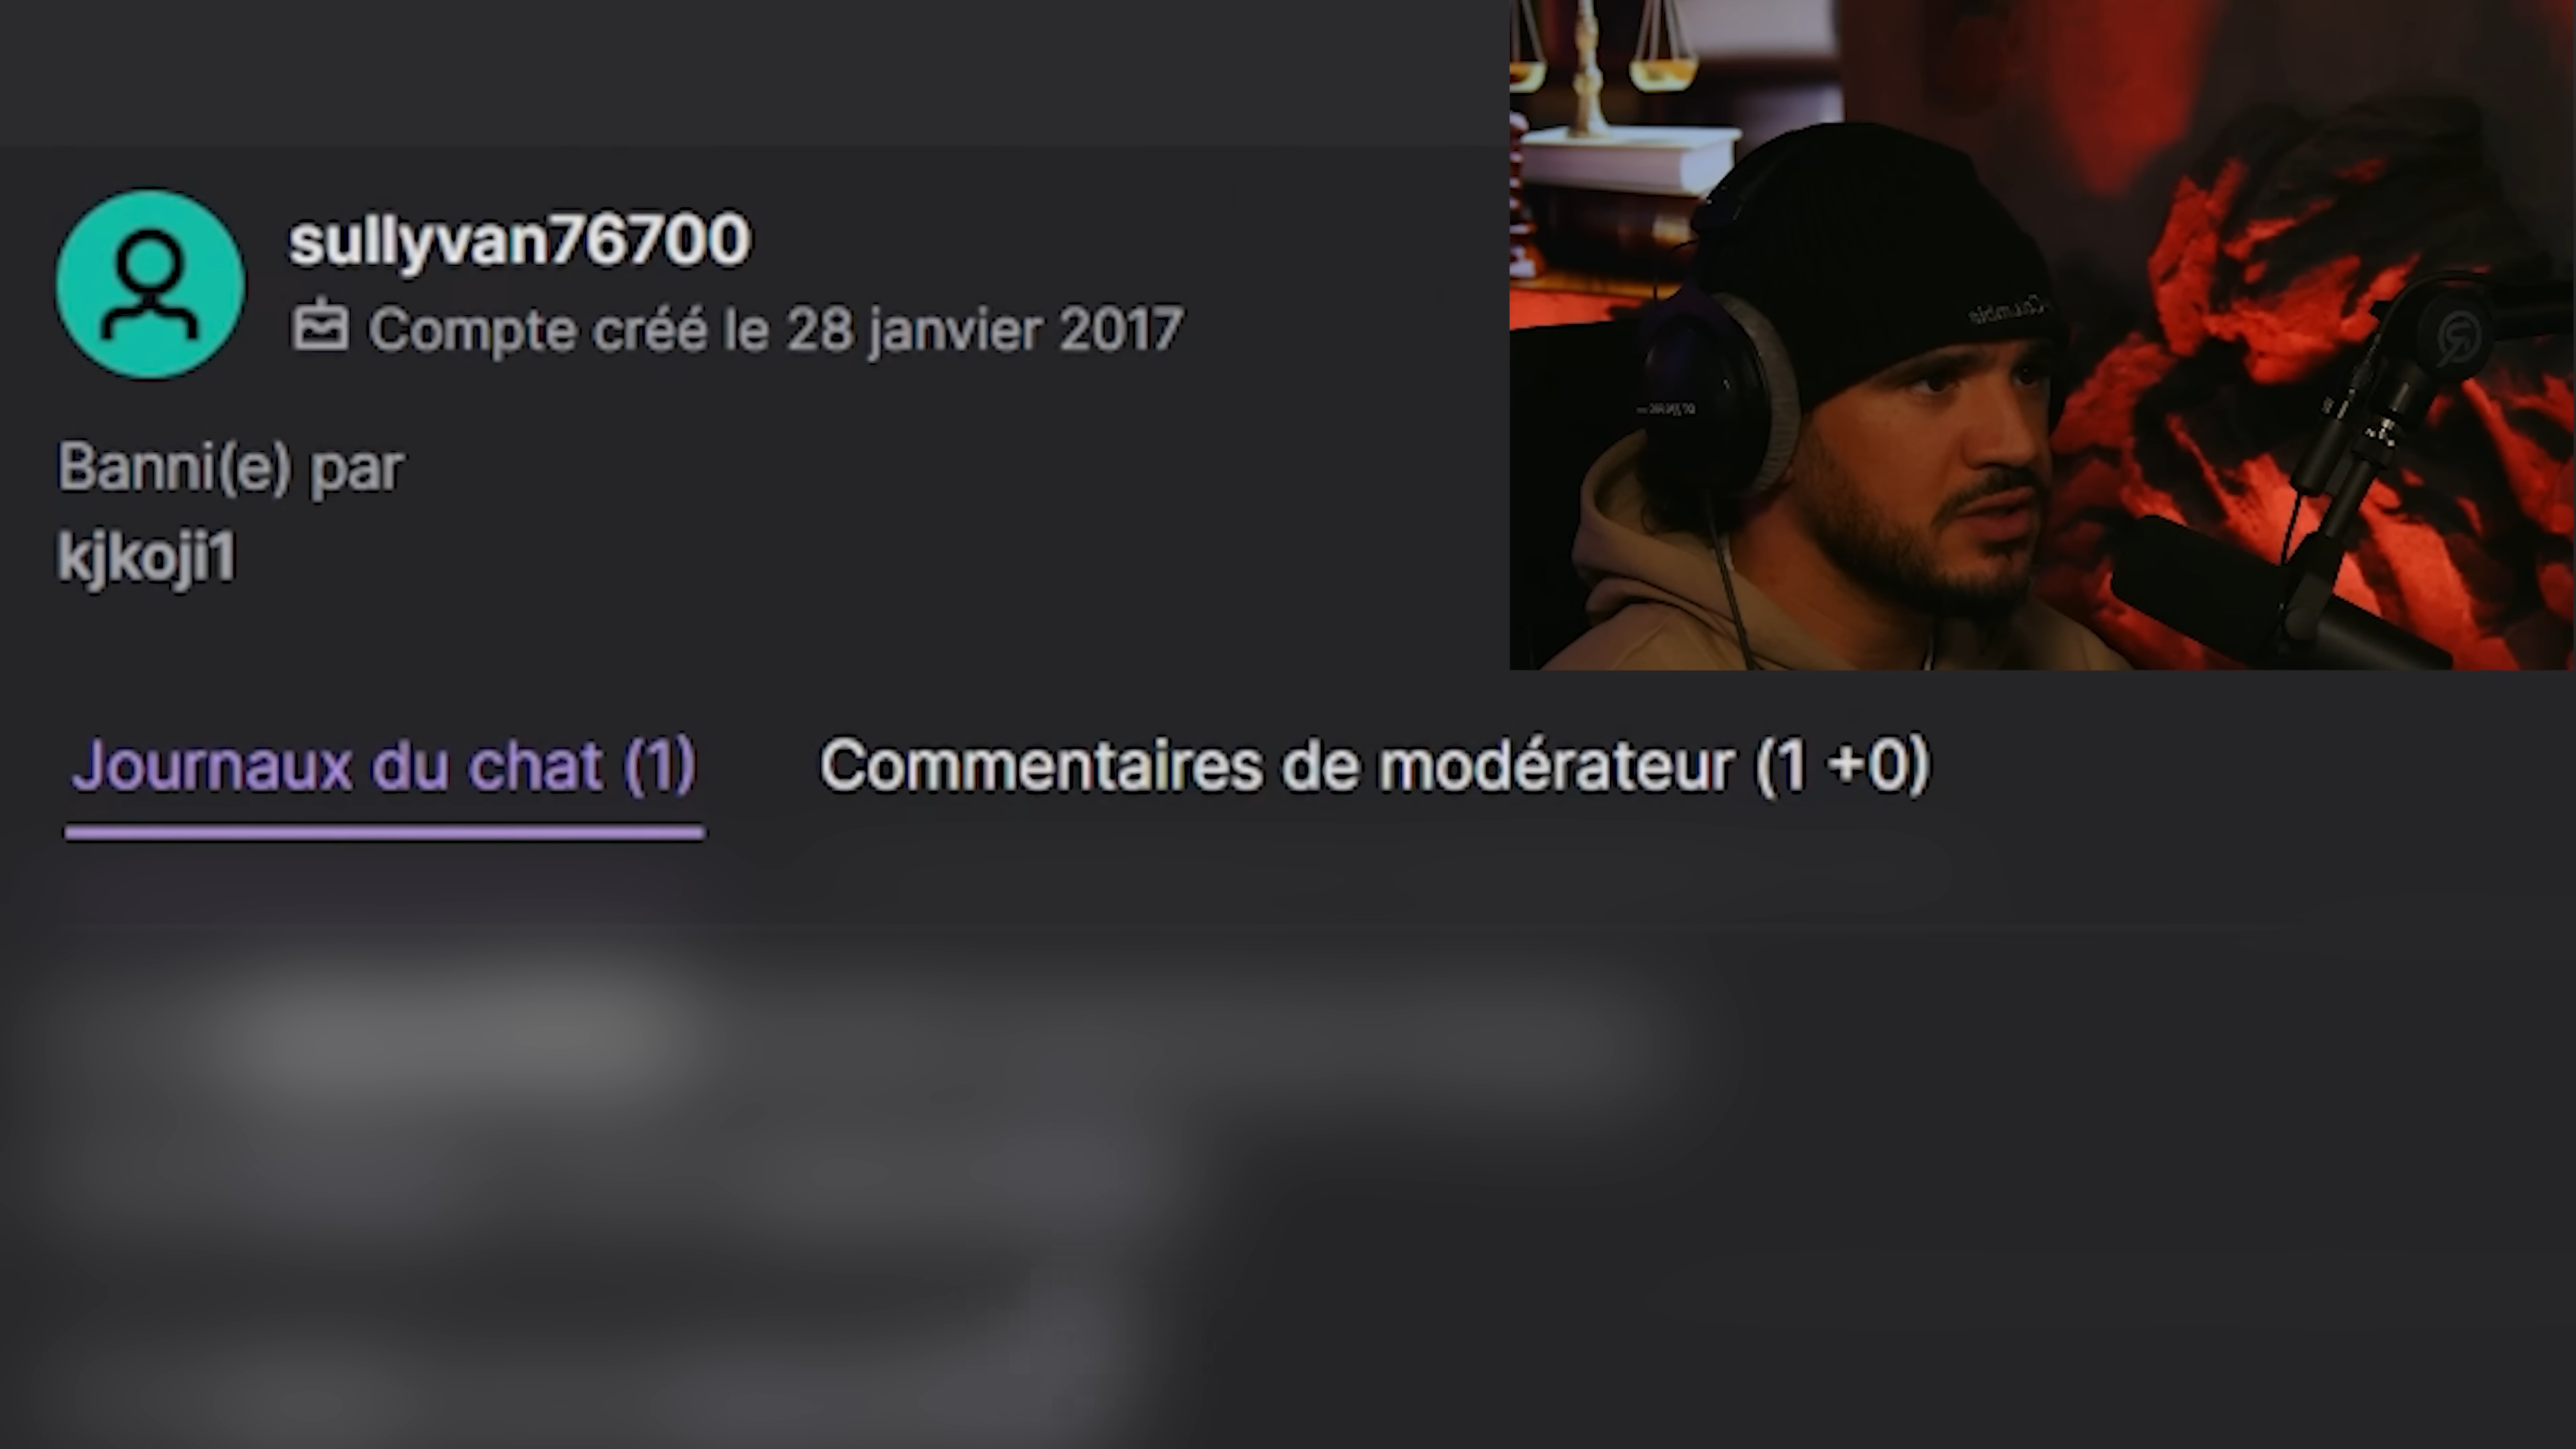 sullyvan76700
Compte créé le 28 janvier 2017
Banni(e) par
kjkoji1
Columbia
Journaux du chat (1)
Commentaires de modérateur (1 +0)